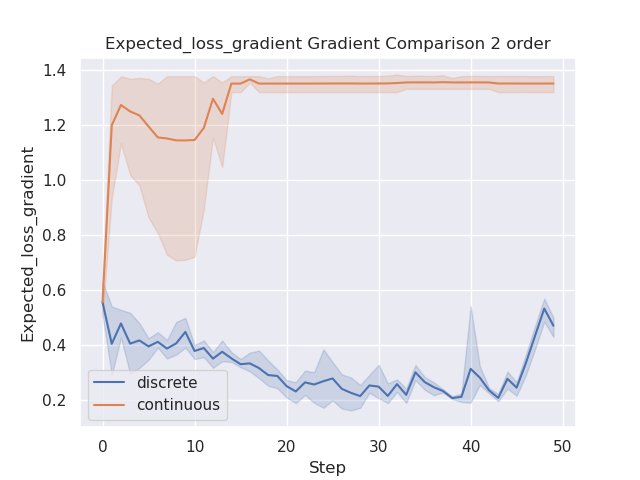 Expected_loss_gradient Gradient Comparison 2 order
Expected_loss_gradient
1.4
1.2
1.0
0.8
0.6
0.4
0.2
discrete
continuous
0 10 20 30 40 50
Step